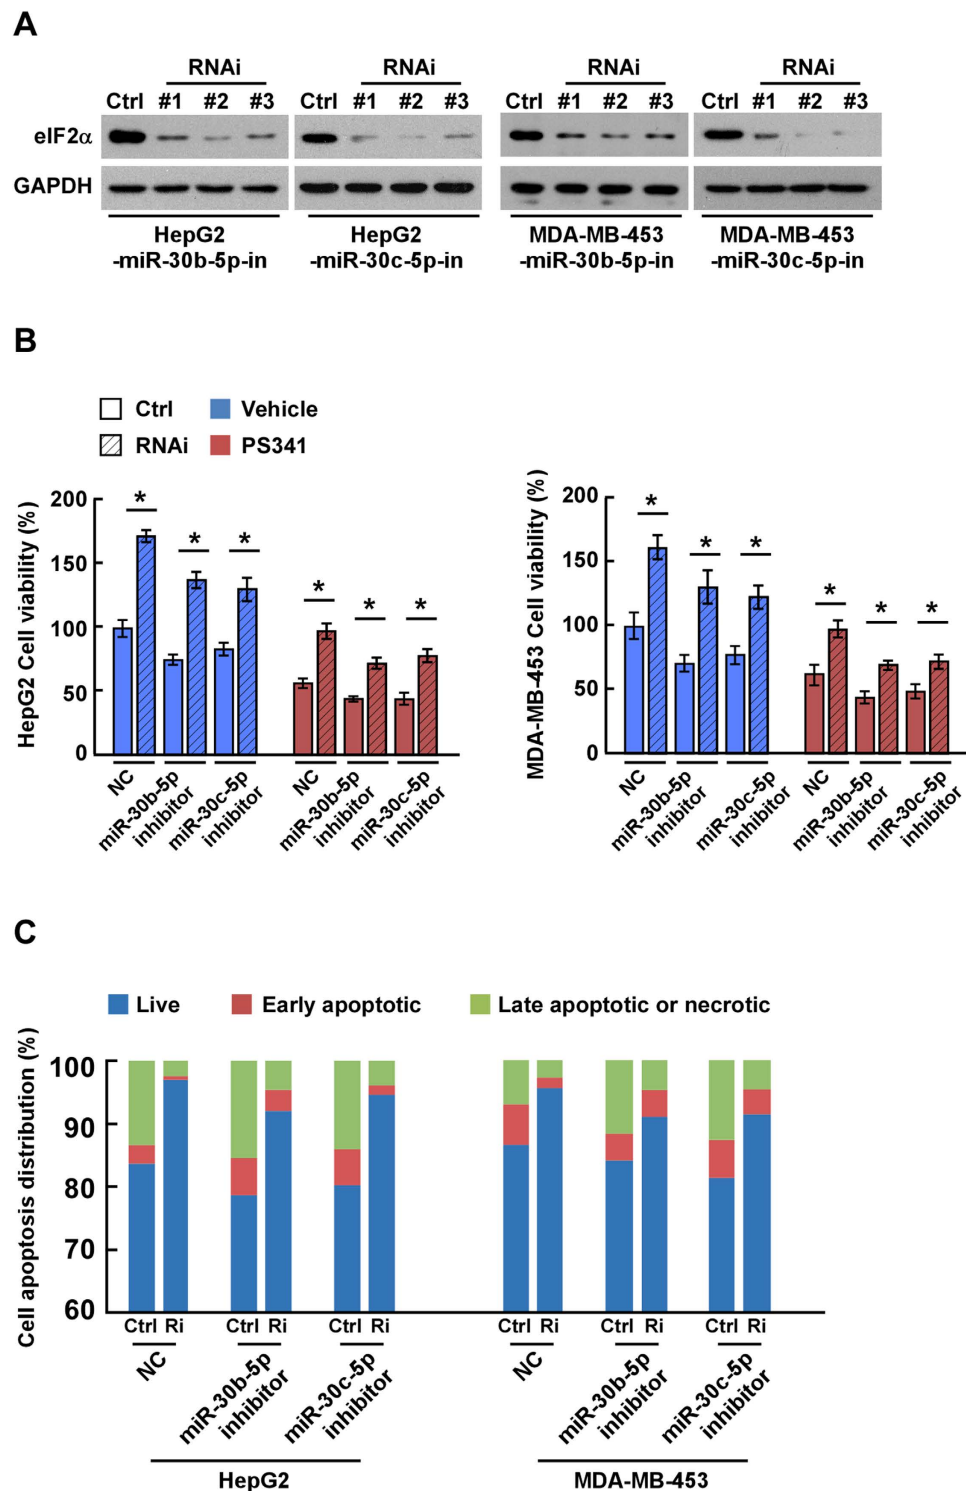 A
RNAi RNAi RNAi RNAi
Ctrl #1 #2 #3 Ctrl #1 #2 #3 Ctrl #1 #2 #3 Ctrl #1 #2 #3
eIF2α
GAPDH
HepG2 HepG2 MDA-MB-453 MDA-MB-453
-miR-30b-5p-in -miR-30c-5p-in -miR-30b-5p-in -miR-30c-5p-in
B
Ctrl Vehicle
RNAi PS341
HepG2 Cell viability (%)
200
150
100
50
0
* * * * * *
NC
miR-30b-5p
inhibitor
miR-30c-5p
inhibitor
NC
miR-30b-5p
inhibitor
miR-30c-5p
inhibitor
MDA-MB-453 Cell viability (%)
200
150
100
50
0
* * * * * *
NC
miR-30b-5p
inhibitor
miR-30c-5p
inhibitor
NC
miR-30b-5p
inhibitor
miR-30c-5p
inhibitor
C
Live Early apoptotic Late apoptotic or necrotic
Cell apoptosis distribution (%)
100
90
80
70
60
Ctrl Ri Ctrl Ri Ctrl Ri Ctrl Ri Ctrl Ri Ctrl Ri
NC
miR-30b-5p
inhibitor
miR-30c-5p
inhibitor
NC
miR-30b-5p
inhibitor
miR-30c-5p
inhibitor
HepG2 MDA-MB-453